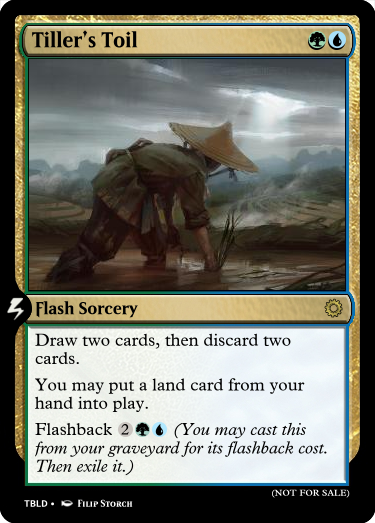 Tiller's Toil
Flash Sorcery
Draw two cards, then discard two
cards.
You may put a land card from your
hand into play.
Flashback 2 (You may cast this
from your graveyard for its flashback cost.
Then exile it.)
(NOT FOR SALE)
TBLD • Filip Storch